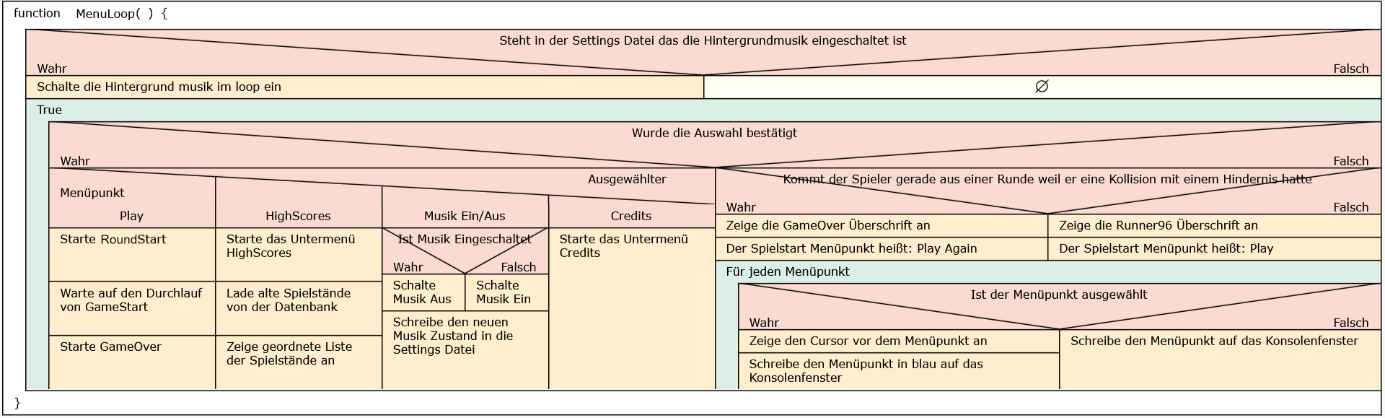 function MenuLoop( ) {
Steht in der Settings Datei das die Hintergrundmusik eingeschaltet ist
Wahr
Falsch
Schalte die Hintergrund musik im loop ein
∅
True
Wurde die Auswahl bestätigt
Wahr
Falsch
Ausgewählter
Menüpunkt
Play
HighScores
Musik Ein/Aus
Credits
Starte RoundStart
Warte auf den Durchlauf
von GameStart
Starte GameOver
Starte das Untermenü
HighScores
Lade alte Spielstände
von der Datenbank
Zeige geordnete Liste
der Spielstände an
Ist Musik Eingeschaltet
Wahr
Falsch
Schalte
Musik Aus
Schalte
Musik Ein
Schreibe den neuen
Musik Zustand in die
Settings Datei
Starte das Untermenü
Credits
Kommt der Spieler gerade aus einer Runde weil er eine Kollision mit einem Hindernis hatte
Wahr
Falsch
Zeige die GameOver Überschrift an
Zeige die Runner96 Überschrift an
Der Spielstart Menüpunkt heißt: Play Again
Der Spielstart Menüpunkt heißt: Play
Für jeden Menüpunkt
Ist der Menüpunkt ausgewählt
Wahr
Falsch
Zeige den Cursor vor dem Menüpunkt an
Schreibe den Menüpunkt in blau auf das
Konsolenfenster
Schreibe den Menüpunkt auf das Konsolenfenster
}